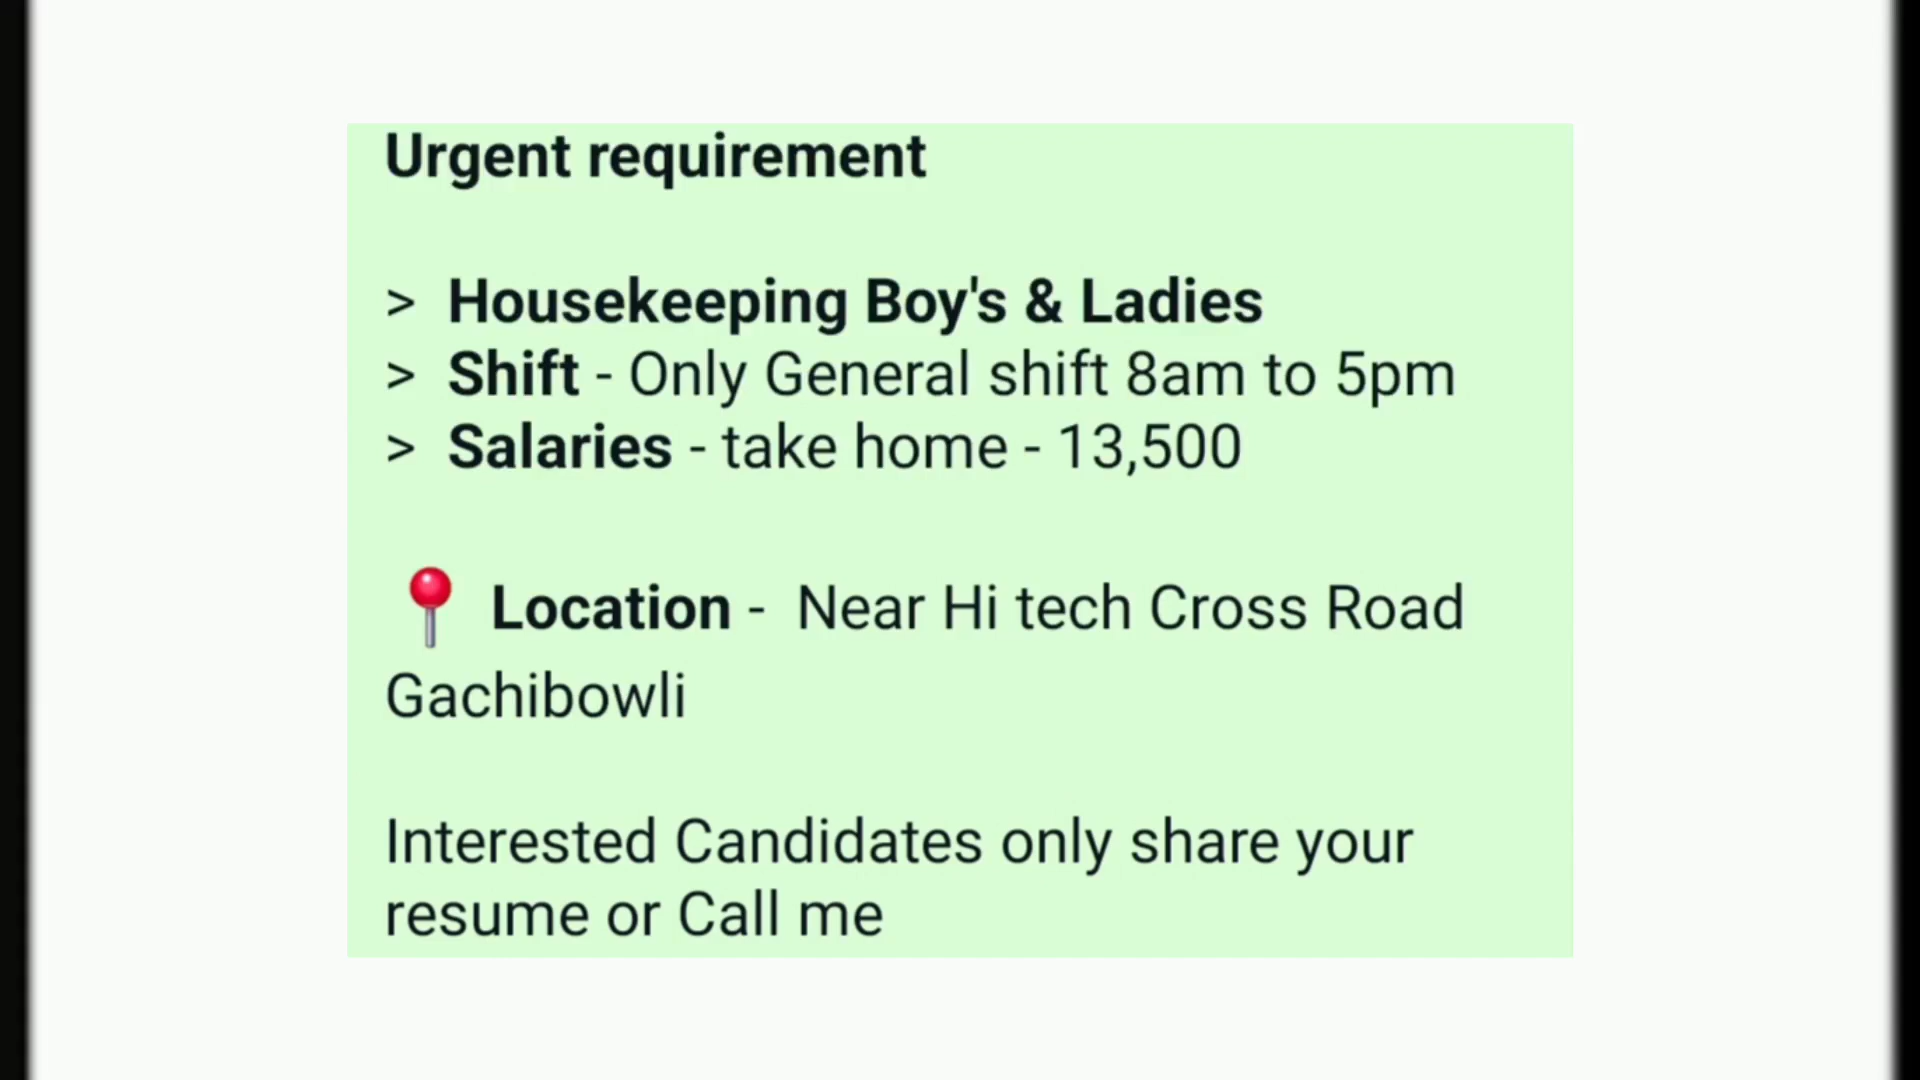 Urgent requirement
> Housekeeping Boy's & Ladies
> Shift - Only General shift 8am to 5pm
> Salaries - take home - 13,500
📍 Location - Near Hi tech Cross Road
Gachibowli
Interested Candidates only share your
resume or Call me